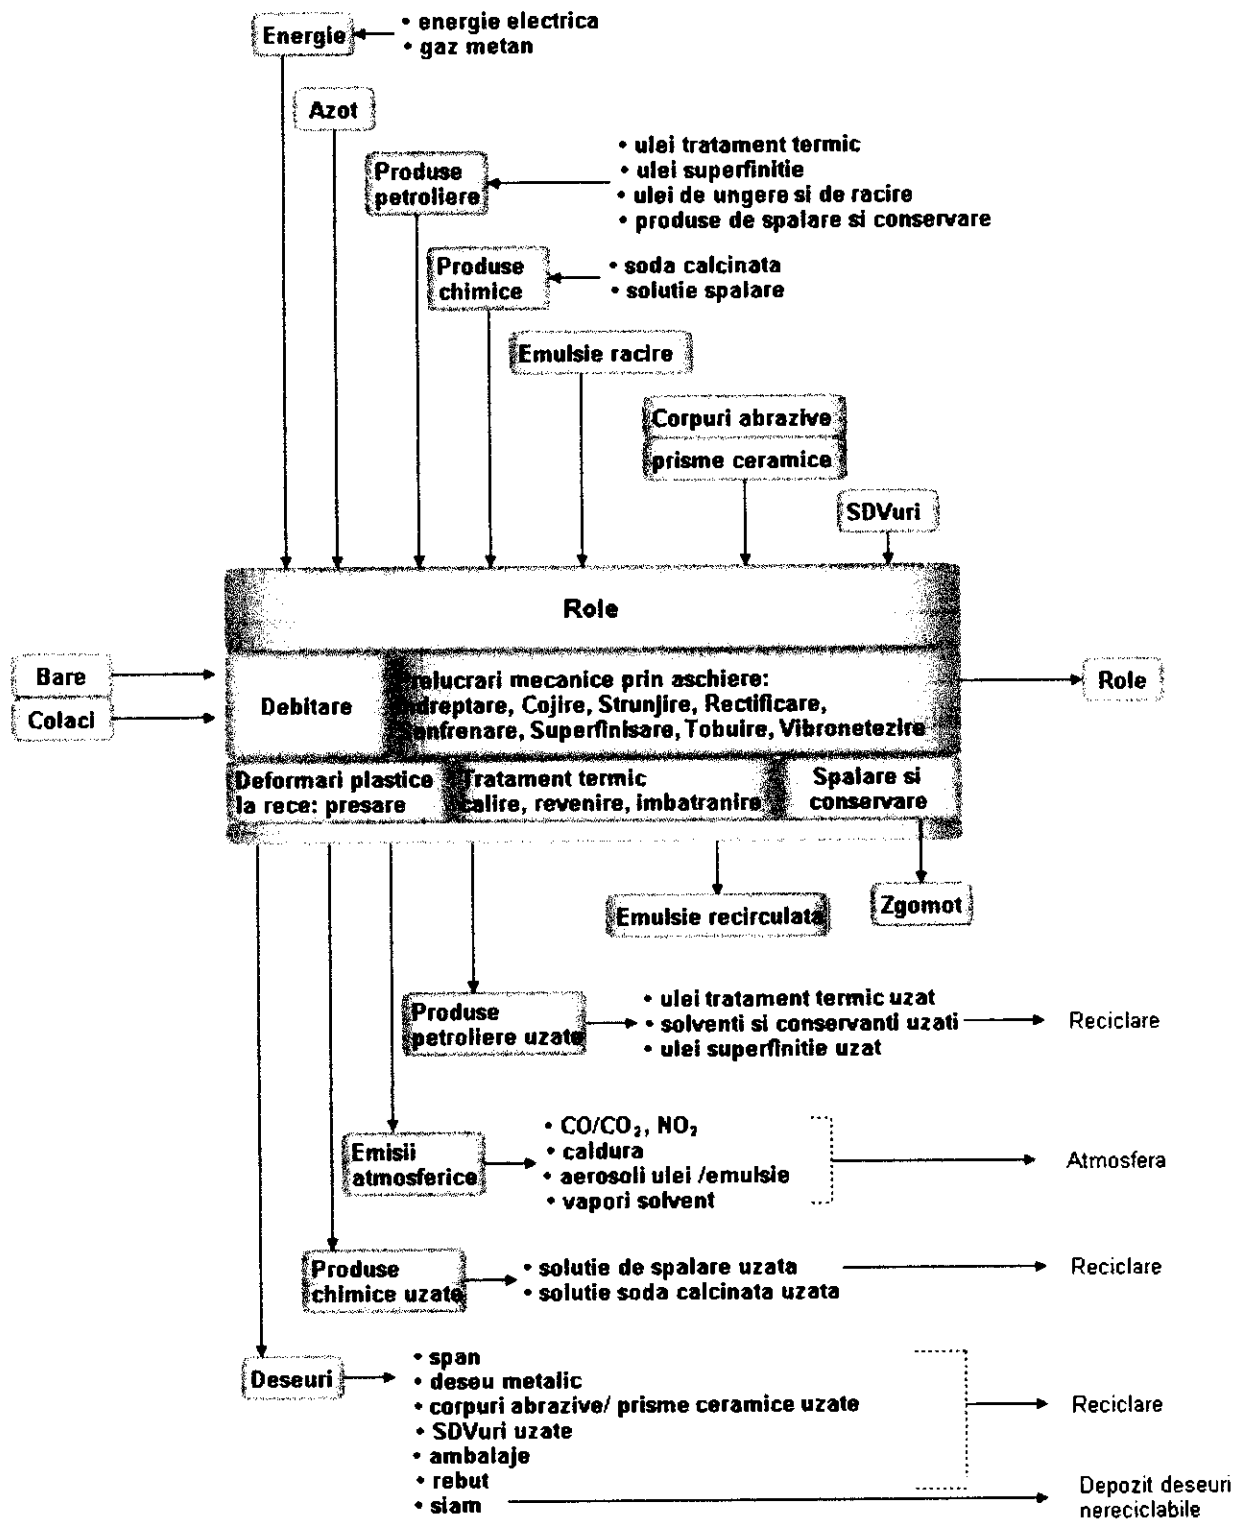 Energie
• energie electrica
• gaz metan
Azot
Produse
petroliere
• ulei tratament termic
• ulei superfinitie
• ulei de ungere si de racire
• produse de spalare si conservare
Produse
chimice
• soda calcinata
• solutie spalare
Emulsie racire
Corpuri abrazive
prisme ceramice
SDVuri
Role
Bare
Colaci
Debitare
relucrari mecanice prin aschiere:
dreptare, Cojire, Strunjire, Rectificare,
onfrenare, Superfinisare, Tobuire, Vibronetezire
Role
Deformari plastice
la rece: presare
Tratament termic
calire, revenire, imbatranire
Spalare si
conservare
Emulsie recirculata
Zgomot
Produse
petroliere uzate
• ulei tratament termic uzat
• solventi si conservanti uzati
• ulei superfinitie uzat
Reciclare
Emisii
atmosferice
• CO/CO₂, NO₂
• caldura
• aerosoli ulei /emulsie
• vapori solvent
Atmosfera
Produse
chimice uzate
• solutie de spalare uzata
• solutie soda calcinata uzata
Reciclare
Deseuri
• span
• deseu metalic
• corpuri abrazive/ prisme ceramice uzate
• SDVuri uzate
• ambalaje
• rebut
• siam
Reciclare
Depozit deseuri
nereciclabile